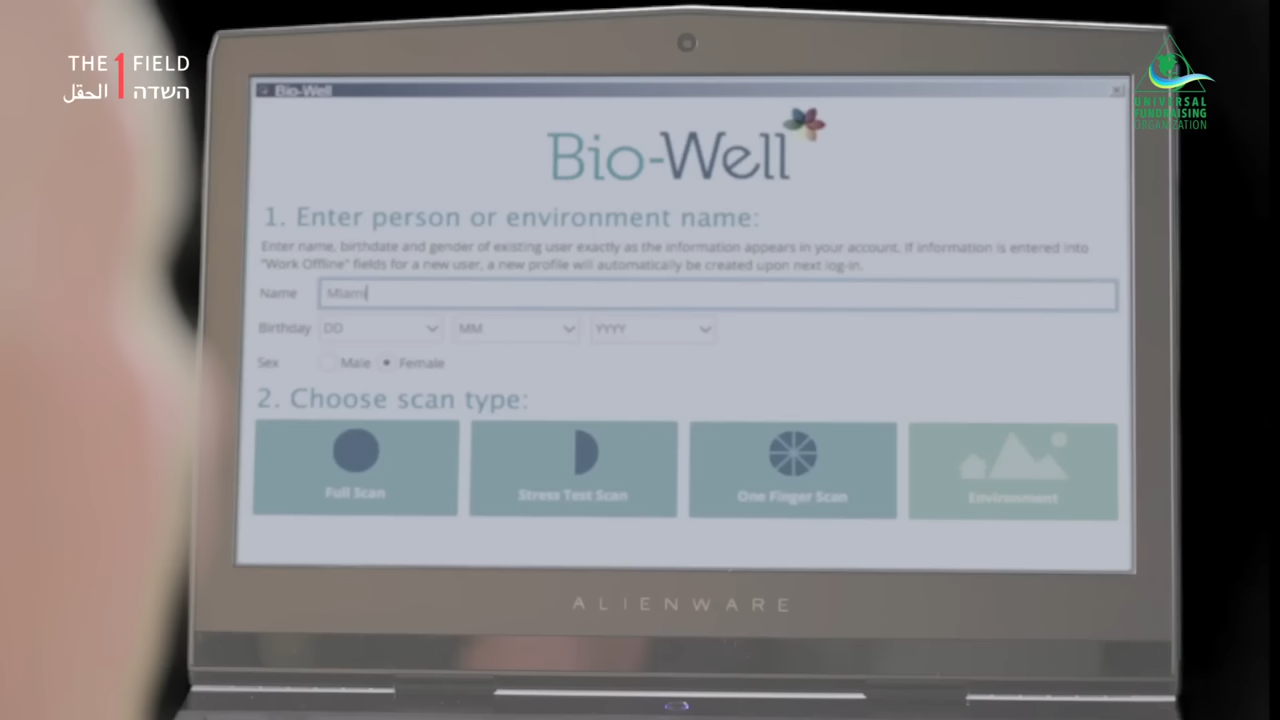 THE 1 FIELD
الحقل השדה
UNIVERSAL
FUNDRAISING
ORGANIZATION
Bio-Well
Bio-Well
1. Enter person or environment name:
Enter name, birthdate and gender of existing user exactly as the information appears in your account. If information is entered into
"Work Offline" fields for a new user, a new profile will automatically be created upon next log-in.
Name Miami
Birthday DD MM YYYY
Sex Male Female
2. Choose scan type:
Full Scan Stress Test Scan One Finger Scan Environment
ALIENWARE